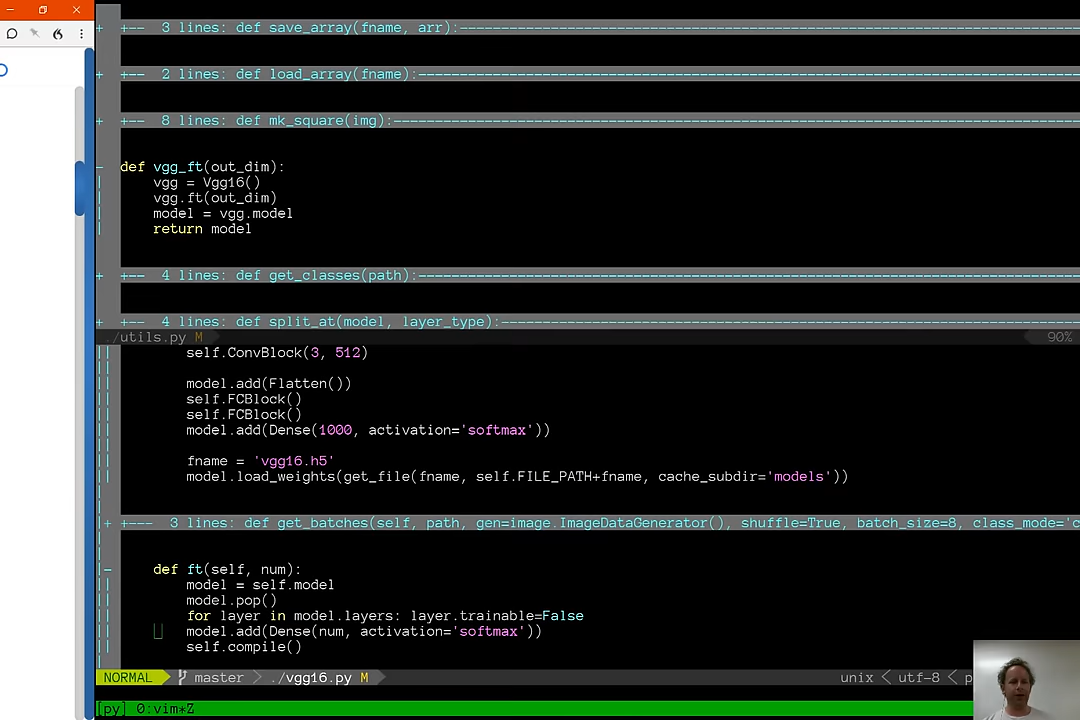 + +--  3 lines: def save_array(fname, arr):
+ +--  2 lines: def load_array(fname):
+ +--  8 lines: def mk_square(img):
- def vgg_ft(out_dim):
|     vgg = Vgg16()
|     vgg.ft(out_dim)
|     model = vgg.model
|     return model
+ +--  4 lines: def get_classes(path):
+ +--  4 lines: def split_at(model, layer_type):
./utils.py M 90%
||         self.ConvBlock(3, 512)
||         model.add(Flatten())
||         self.FCBlock()
||         self.FCBlock()
||         model.add(Dense(1000, activation='softmax'))
||         fname = 'vgg16.h5'
||         model.load_weights(get_file(fname, self.FILE_PATH+fname, cache_subdir='models'))
|+ +---  3 lines: def get_batches(self, path, gen=image.ImageDataGenerator(), shuffle=True, batch_size=8, class_mode='c
|-     def ft(self, num):
||         model = self.model
||         model.pop()
||         for layer in model.layers: layer.trainable=False
||         model.add(Dense(num, activation='softmax'))
||         self.compile()
NORMAL master > ./vgg16.py M unix < utf-8 < p
[py] 0:vim*Z